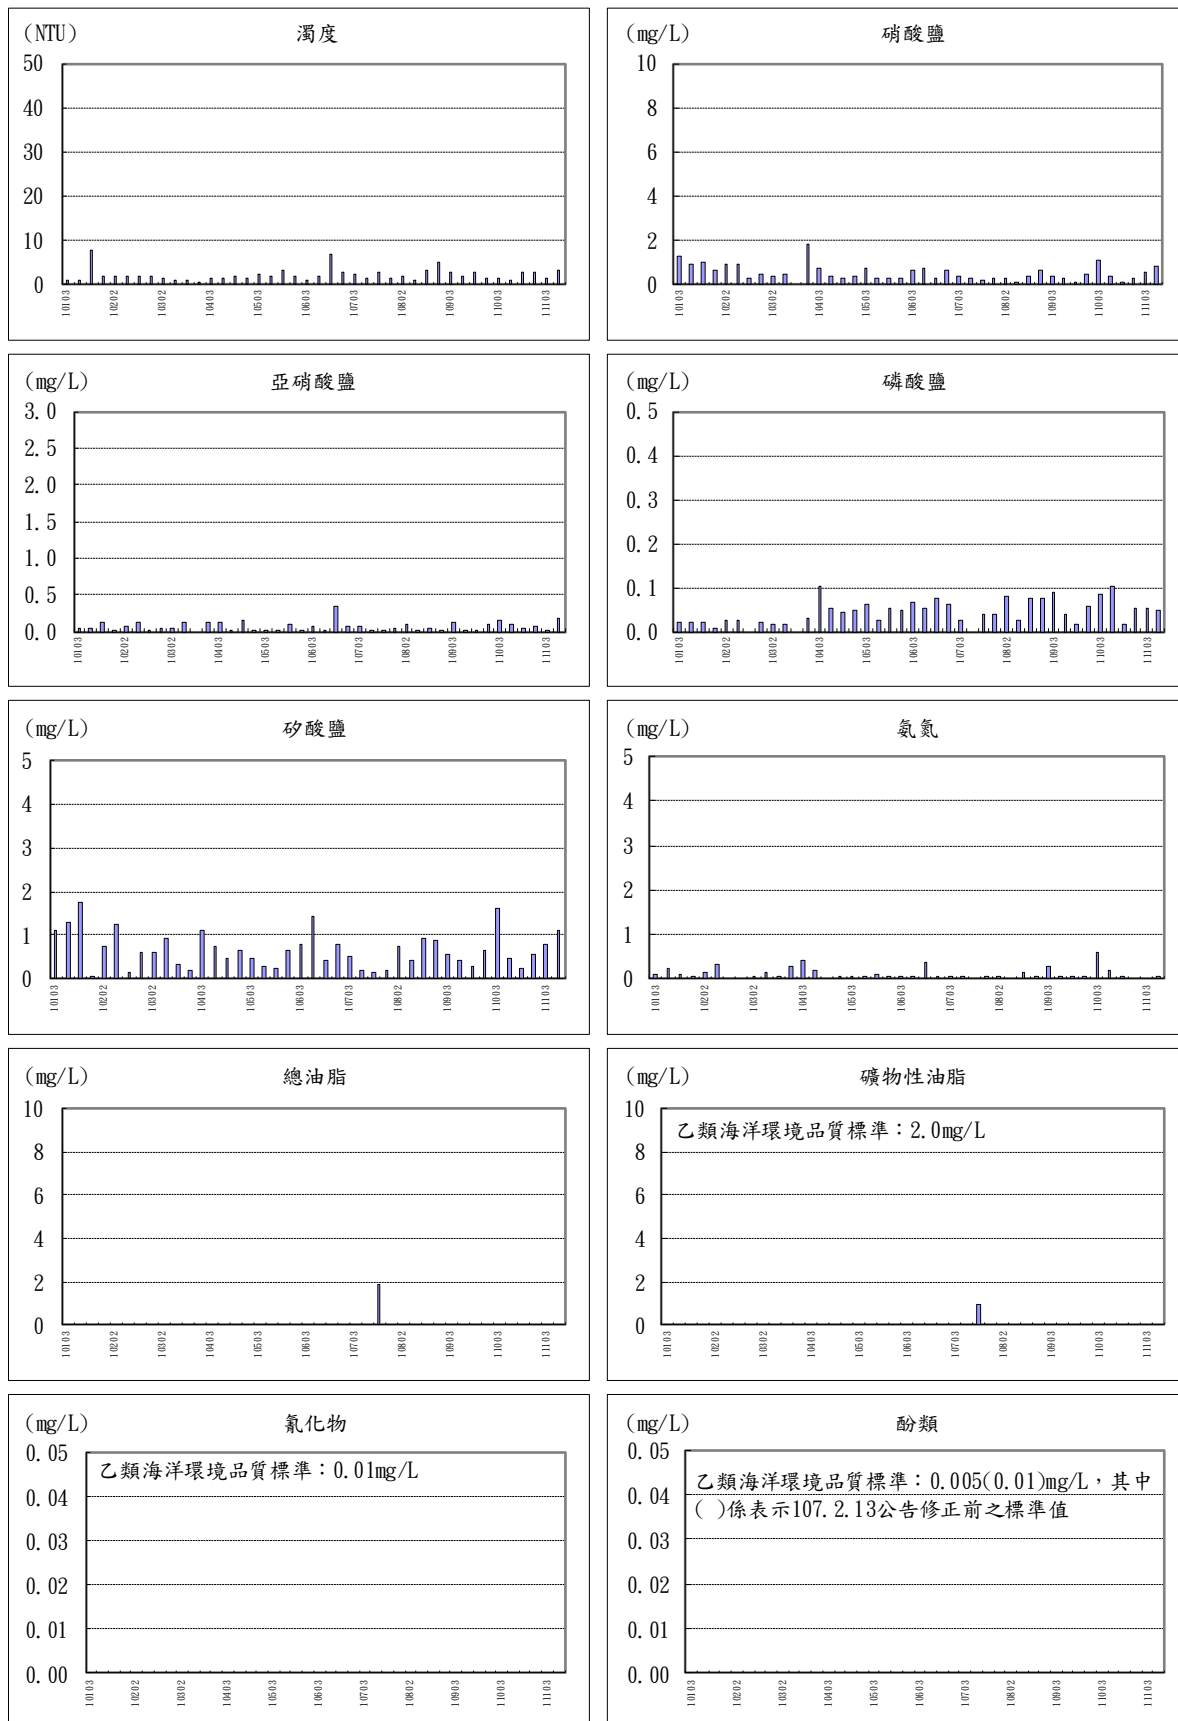 (NTU) 濁度
50
40
30
20
10
0
10103 10202 10302 10403 10503 10603 10703 10802 10903 11003 11103
(mg/L) 硝酸鹽
10
8
6
4
2
0
10103 10202 10302 10403 10503 10603 10703 10802 10903 11003 11103
(mg/L) 亞硝酸鹽
3.0
2.5
2.0
1.5
1.0
0.5
0.0
10103 10202 10302 10403 10503 10603 10703 10802 10903 11003 11103
(mg/L) 磷酸鹽
0.5
0.4
0.3
0.2
0.1
0.0
10103 10202 10302 10403 10503 10603 10703 10802 10903 11003 11103
(mg/L) 矽酸鹽
5
4
3
2
1
0
10103 10202 10302 10403 10503 10603 10703 10802 10903 11003 11103
(mg/L) 氨氮
5
4
3
2
1
0
10103 10202 10302 10403 10503 10603 10703 10802 10903 11003 11103
(mg/L) 總油脂
10
8
6
4
2
0
10103 10202 10302 10403 10503 10603 10703 10802 10903 11003 11103
(mg/L) 礦物性油脂
10
乙類海洋環境品質標準：2.0mg/L
8
6
4
2
0
10103 10202 10302 10403 10503 10603 10703 10802 10903 11003 11103
(mg/L) 氰化物
0.05
乙類海洋環境品質標準：0.01mg/L
0.04
0.03
0.02
0.01
0.00
10103 10202 10302 10403 10503 10603 10703 10802 10903 11003 11103
(mg/L) 酚類
0.05
乙類海洋環境品質標準：0.005(0.01)mg/L，其中
0.04
( )係表示107.2.13公告修正前之標準值
0.03
0.02
0.01
0.00
10103 10202 10302 10403 10503 10603 10703 10802 10903 11003 11103